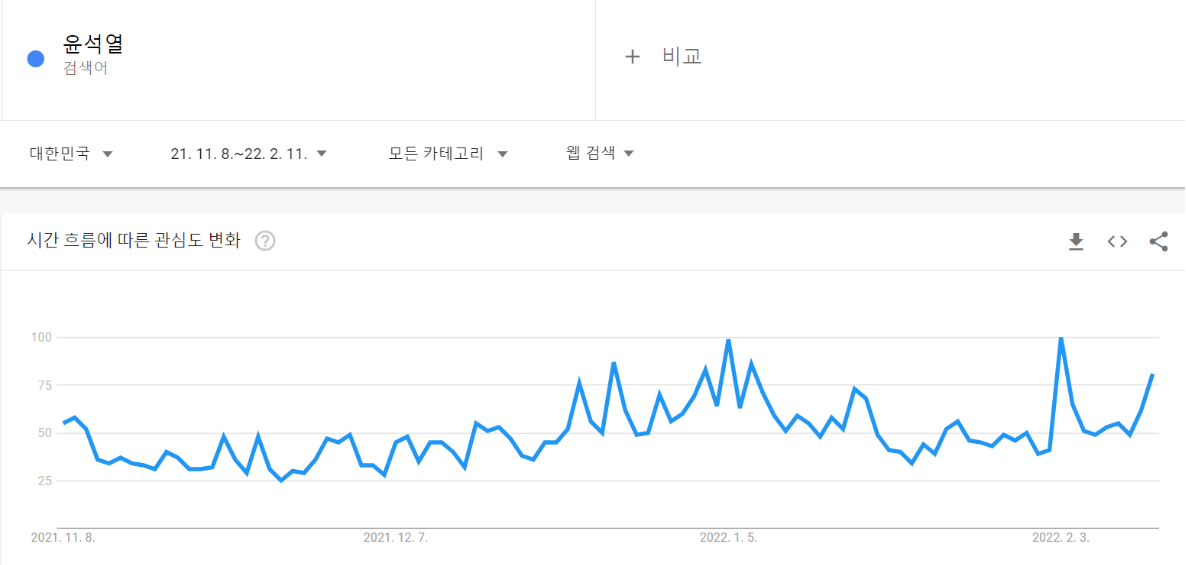 윤석열
검색어
+ 비교
대한민국
21. 11. 8.~22. 2. 11.
모든 카테고리
웹 검색
시간 흐름에 따른 관심도 변화 ?
100
75
50
25
2021. 11. 8.
2021. 12. 7.
2022. 1. 5.
2022. 2. 3.